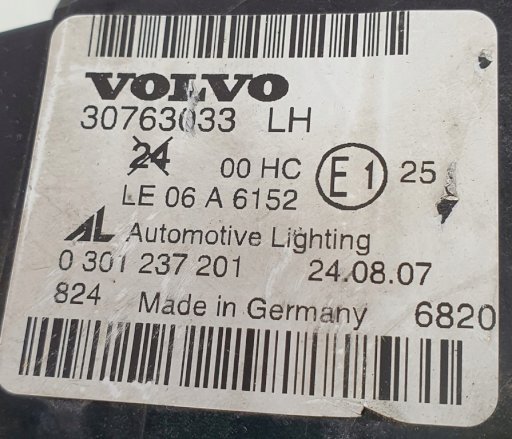 VOLVO
30763033 LH
24 00 HC E1 25
LE 06 A 6152
AL Automotive Lighting
0 301 237 201 24.08.07
824 Made in Germany 6820